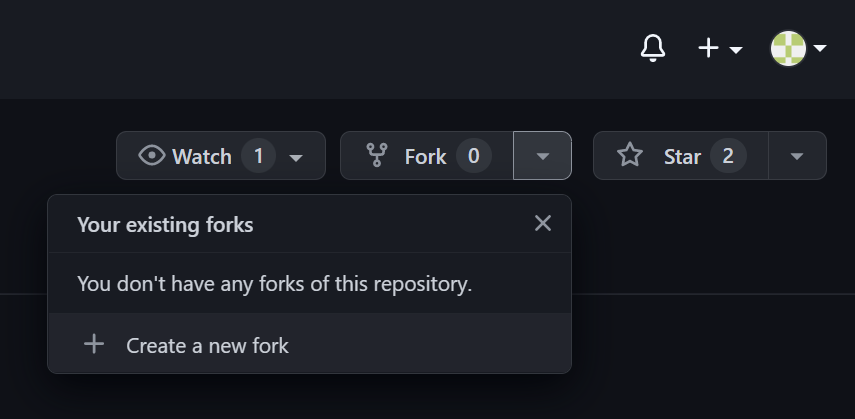 Watch 1 Fork 0 Star 2
Your existing forks
You don't have any forks of this repository.
Create a new fork